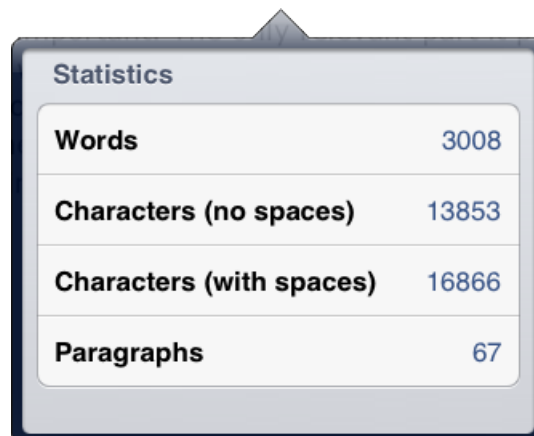 Statistics
Words 3008
Characters (no spaces) 13853
Characters (with spaces) 16866
Paragraphs 67